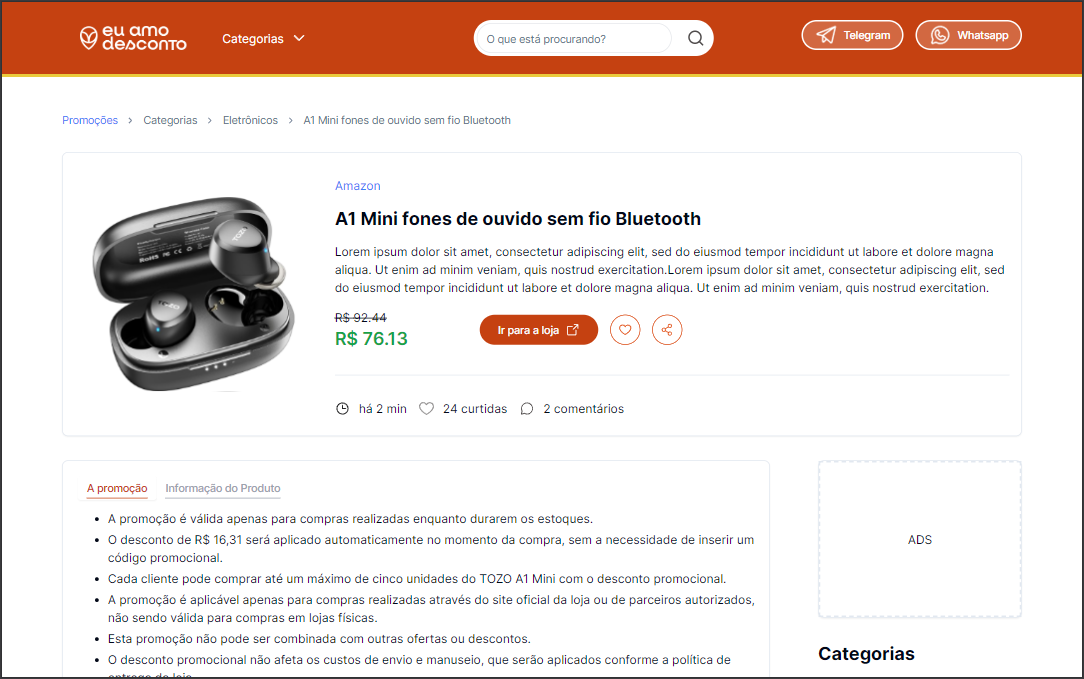 eu amo
desconto
Categorias
O que está procurando?
Telegram
Whatsapp
Promoções > Categorias > Eletrônicos > A1 Mini fones de ouvido sem fio Bluetooth
TOZO
RoHS
TOZO
Amazon
A1 Mini fones de ouvido sem fio Bluetooth
Lorem ipsum dolor sit amet, consectetur adipiscing elit, sed do eiusmod tempor incididunt ut labore et dolore magna
aliqua. Ut enim ad minim veniam, quis nostrud exercitation.Lorem ipsum dolor sit amet, consectetur adipiscing elit, sed
do eiusmod tempor incididunt ut labore et dolore magna aliqua. Ut enim ad minim veniam, quis nostrud exercitation.
R$ 92.44
R$ 76.13
Ir para a loja
há 2 min
24 curtidas
2 comentários
A promoção
Informação do Produto
• A promoção é válida apenas para compras realizadas enquanto durarem os estoques.
• O desconto de R$ 16,31 será aplicado automaticamente no momento da compra, sem a necessidade de inserir um
código promocional.
• Cada cliente pode comprar até um máximo de cinco unidades do TOZO A1 Mini com o desconto promocional.
• A promoção é aplicável apenas para compras realizadas através do site oficial da loja ou de parceiros autorizados,
não sendo válida para compras em lojas físicas.
• Esta promoção não pode ser combinada com outras ofertas ou descontos.
• O desconto promocional não afeta os custos de envio e manuseio, que serão aplicados conforme a política de
entrega da loja.
ADS
Categorias